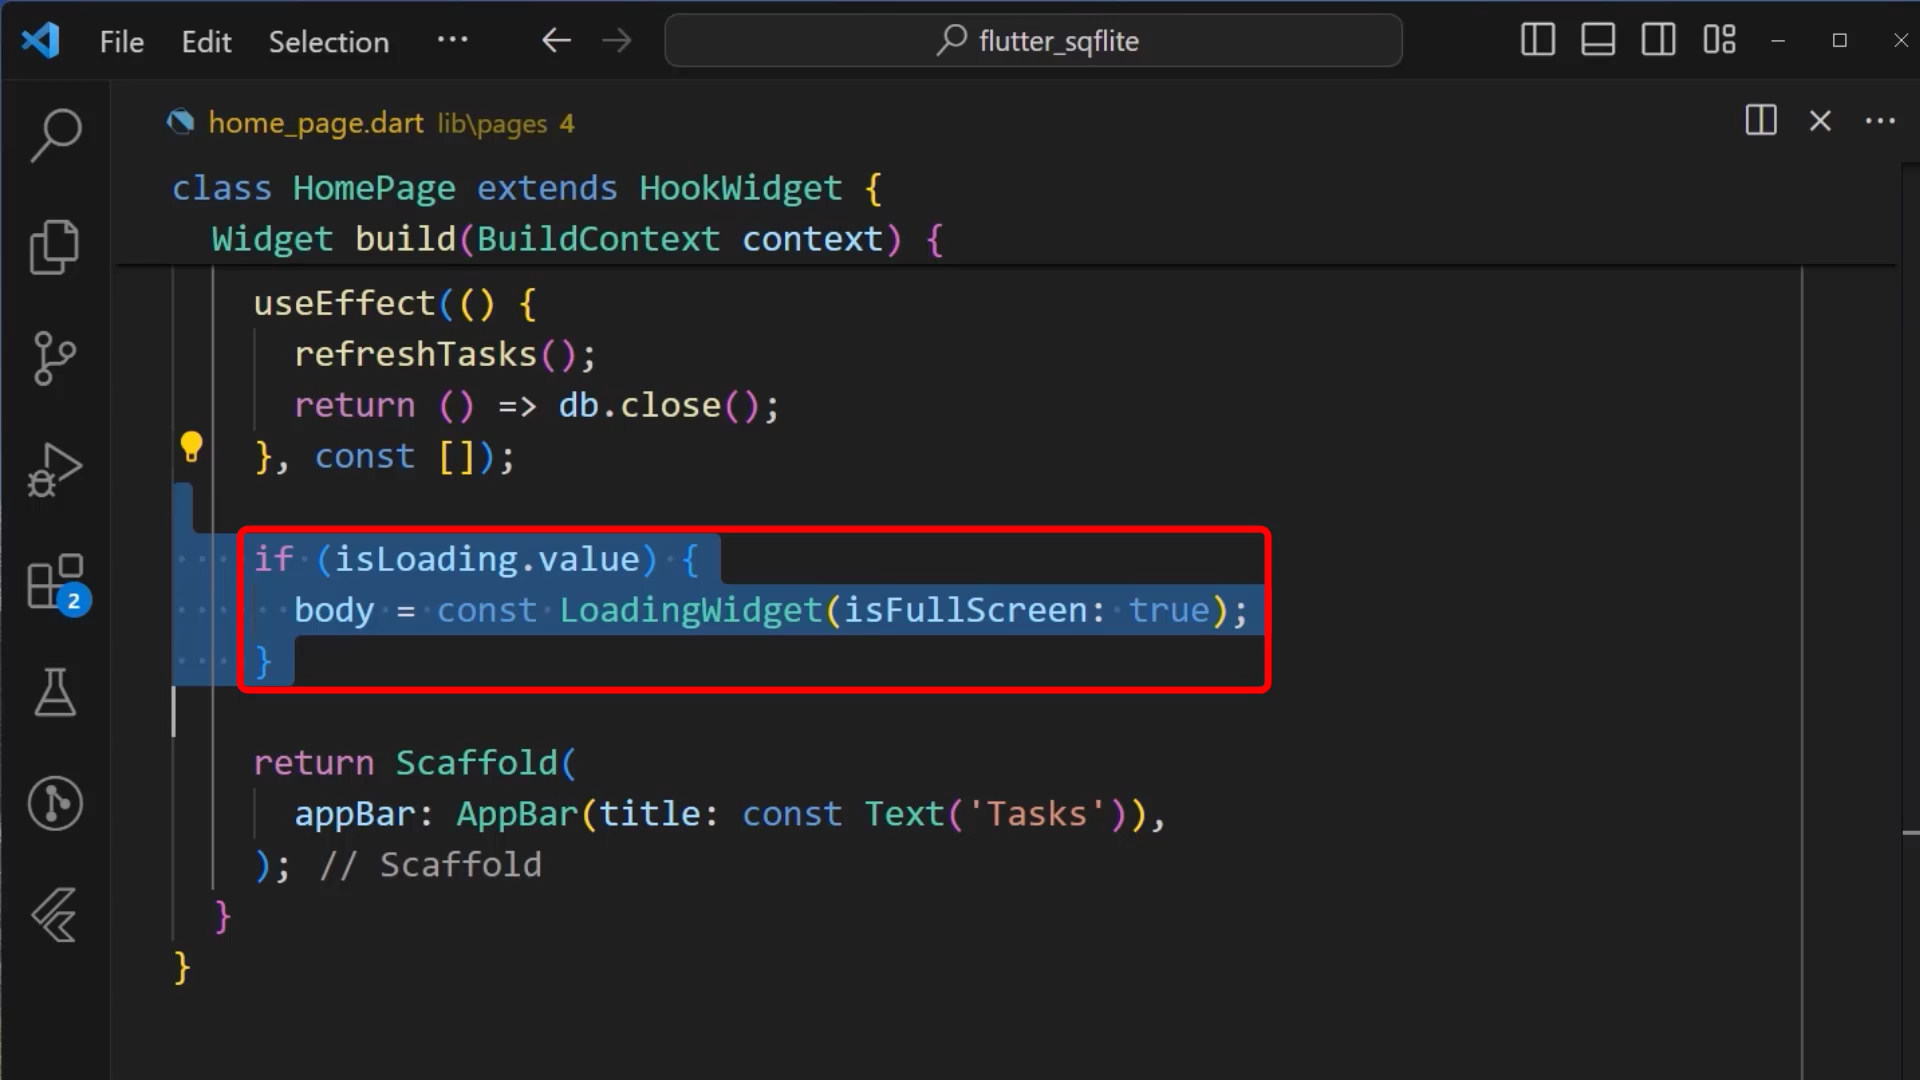 File Edit Selection ... flutter_sqflite
home_page.dart lib\pages 4
class HomePage extends HookWidget {
Widget build(BuildContext context) {
useEffect(() {
refreshTasks();
return () => db.close();
}, const []);
if (isLoading.value) {
body = const LoadingWidget(isFullScreen: true);
}
return Scaffold(
appBar: AppBar(title: const Text('Tasks')),
); // Scaffold
}
}
2